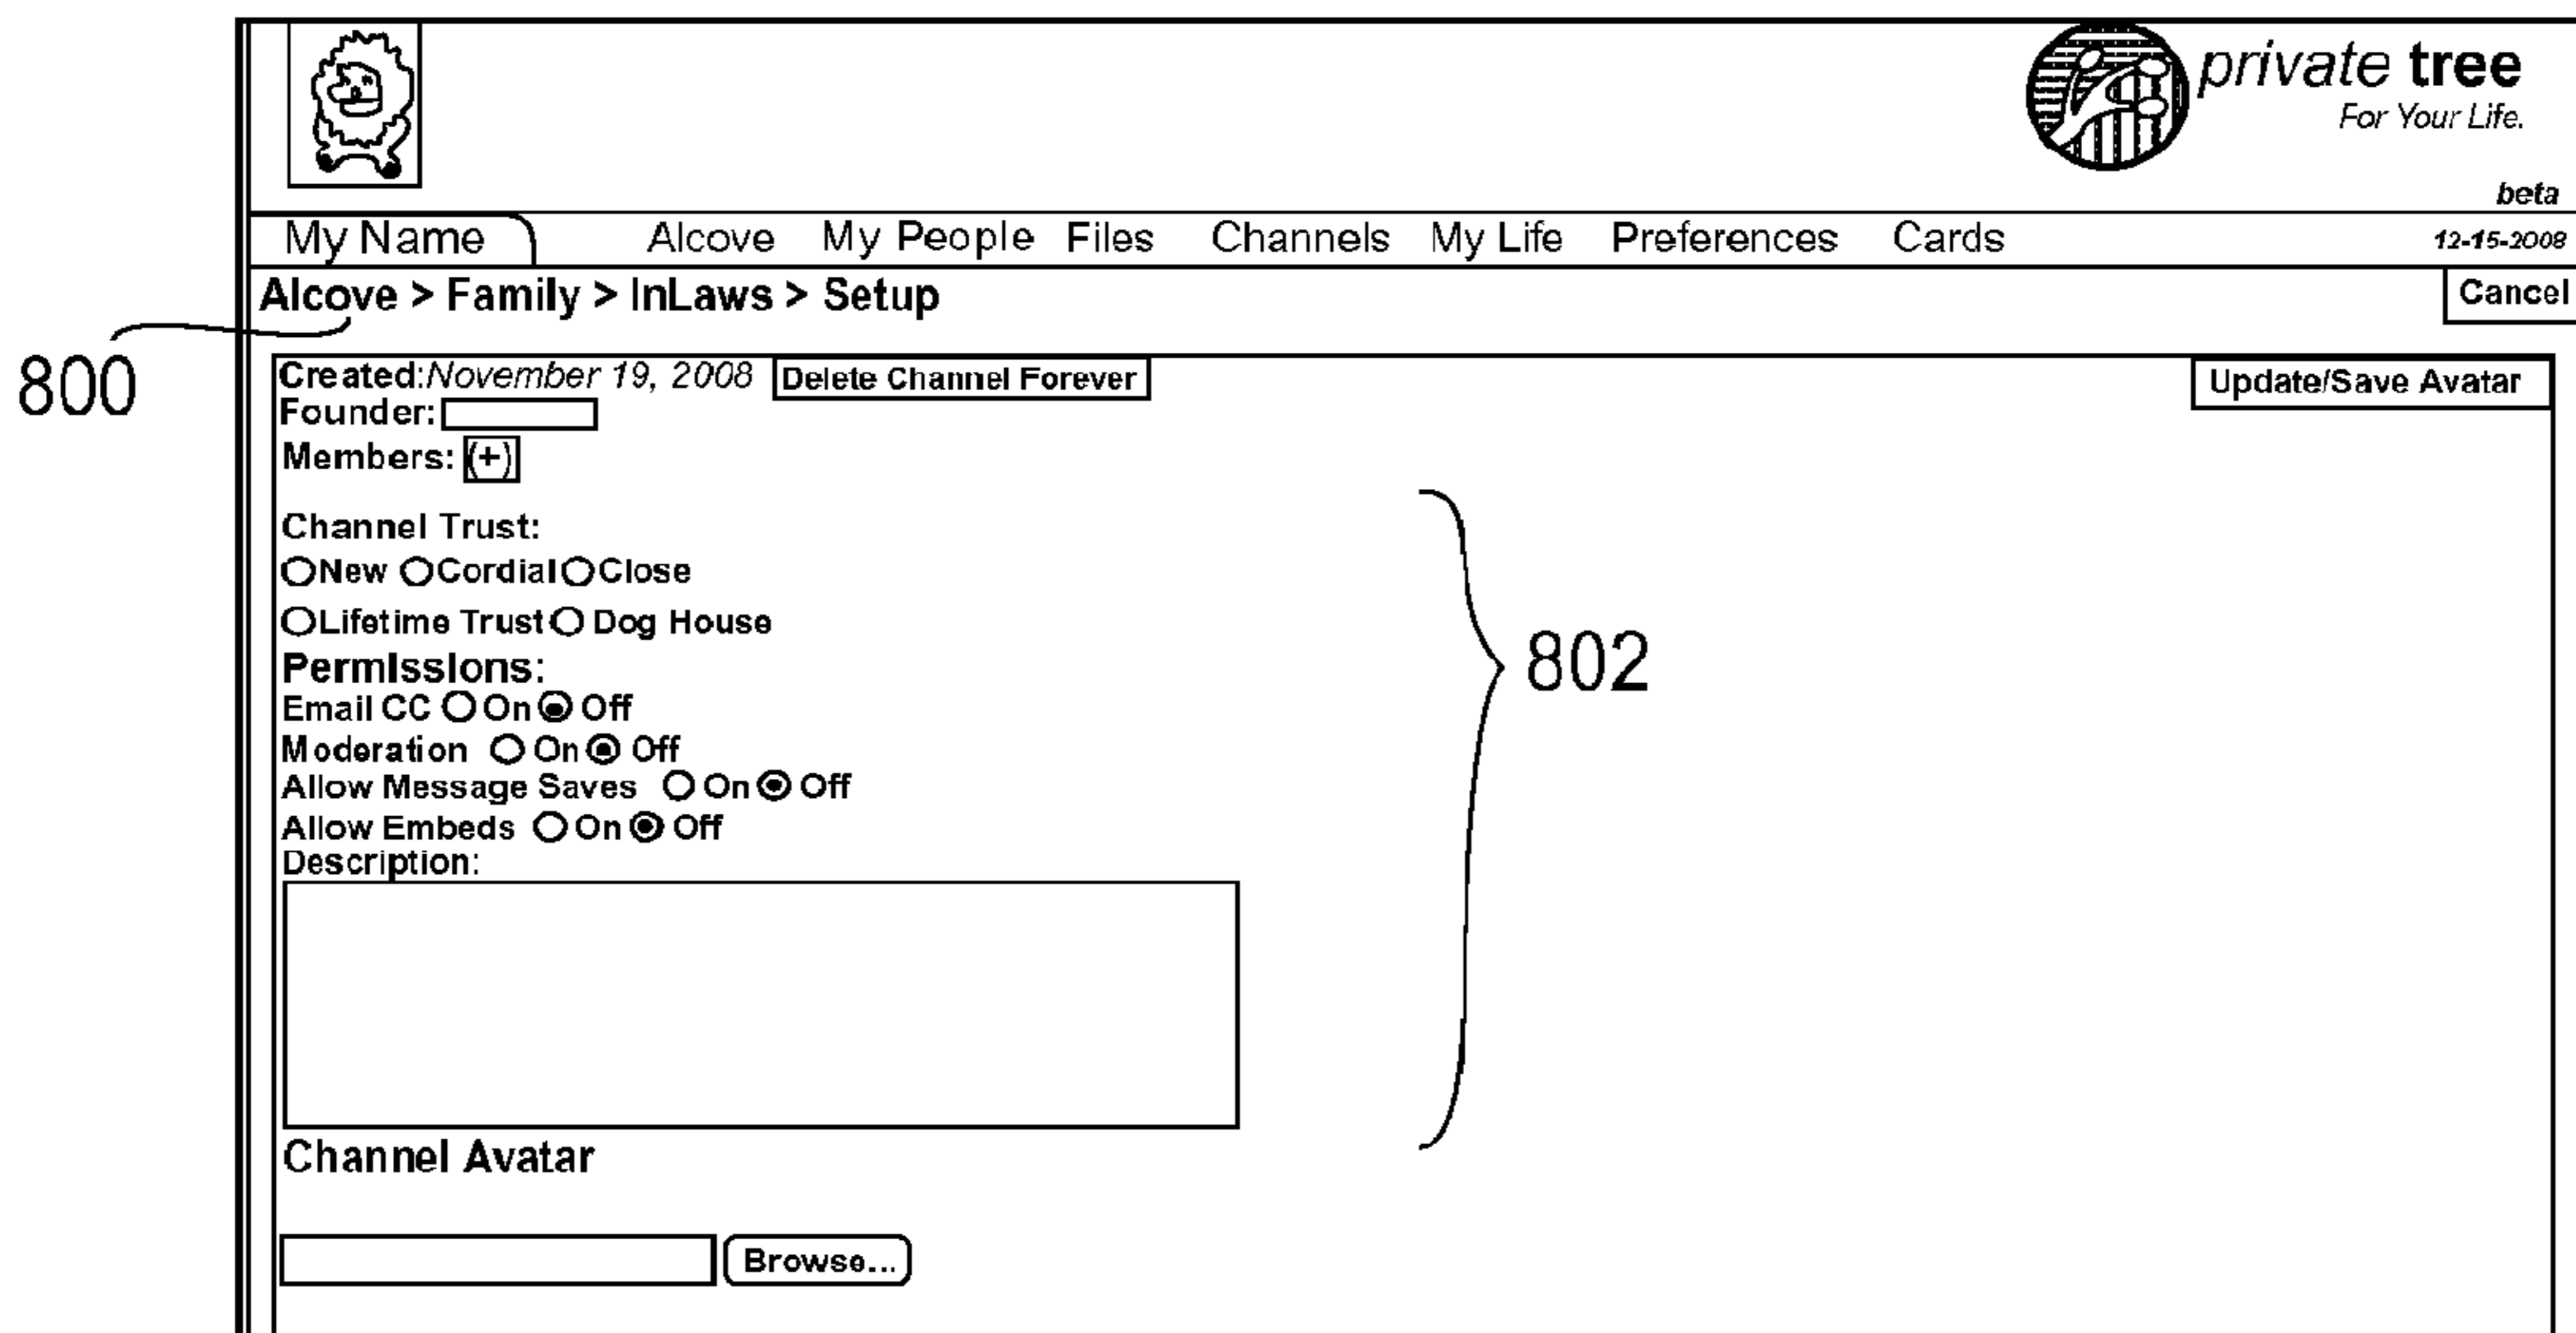 private tree
For Your Life.
beta
My Name Alcove My People Files Channels My Life Preferences Cards 12-15-2008
Alcove > Family > InLaws > Setup Cancel
800
Created:November 19, 2008 Delete Channel Forever Update/Save Avatar
Founder:
Members: (+)
Channel Trust:
New Cordial Close
Lifetime Trust Dog House
802
Permissions:
Email CC On Off
Moderation On Off
Allow Message Saves On Off
Allow Embeds On Off
Description:
Channel Avatar
Browse...